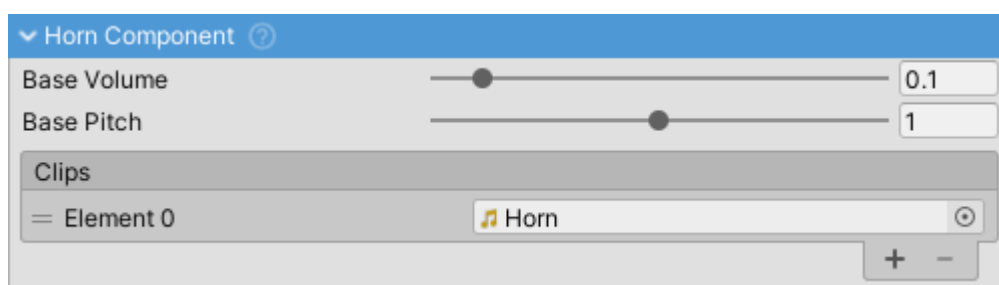 Horn Component
Base Volume 0.1
Base Pitch 1
Clips
Element 0 Horn